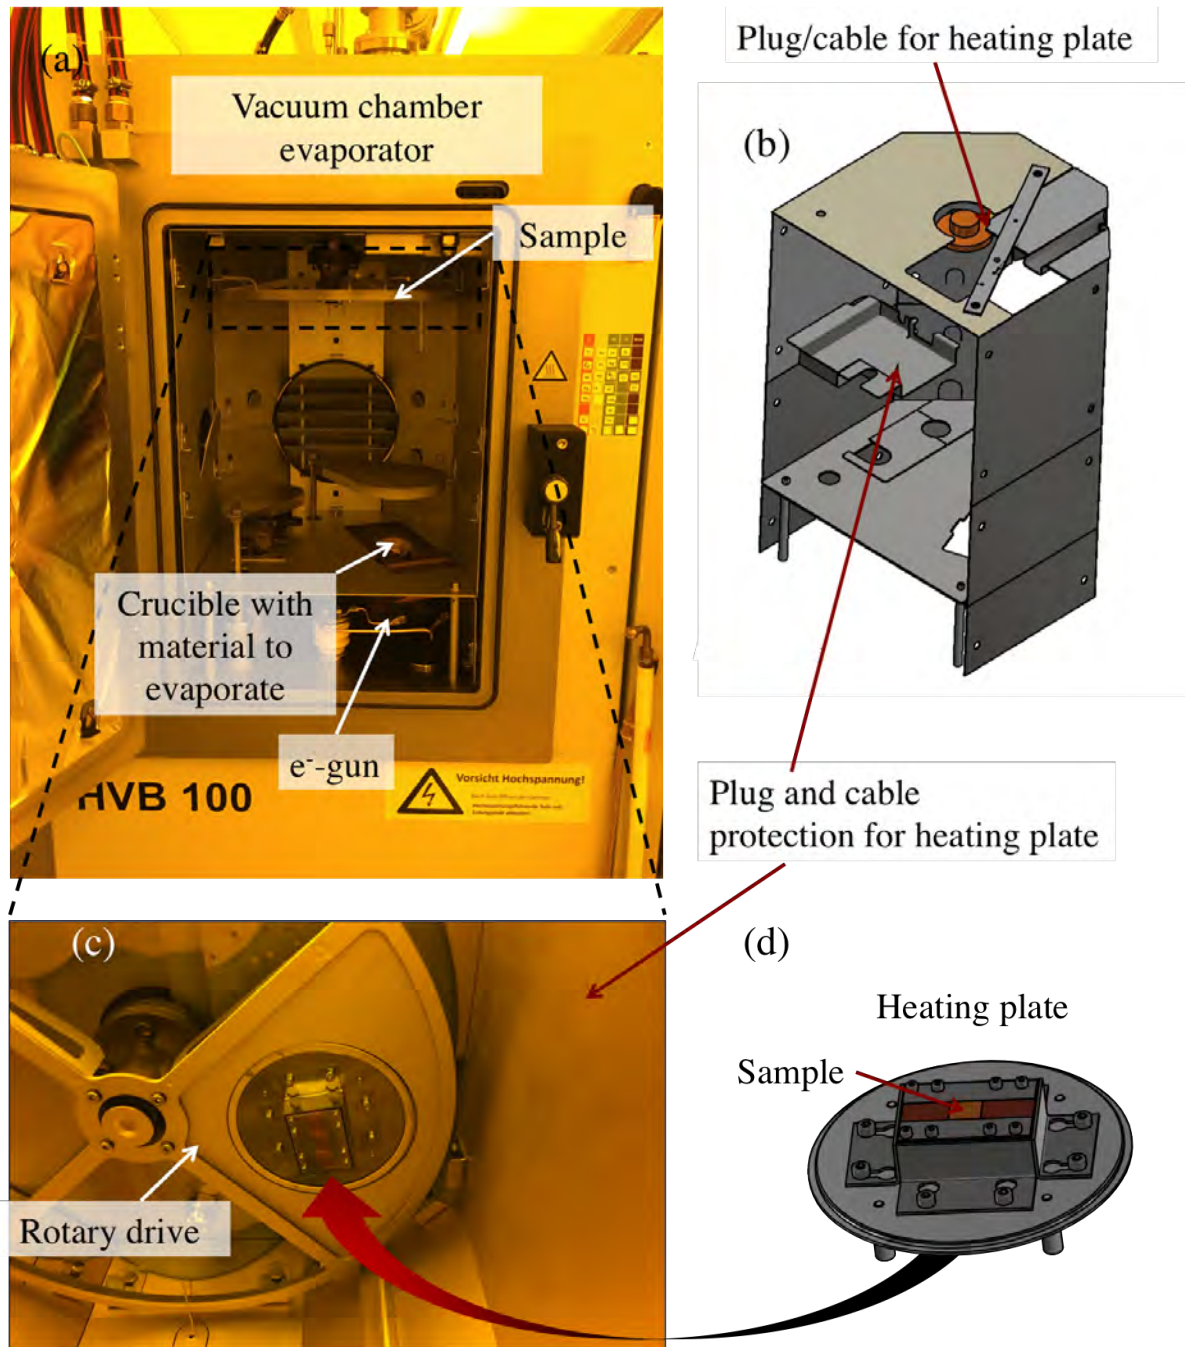 (a)
Vacuum chamber
evaporator
Sample
Crucible with
material to
evaporate
e⁻-gun
HVB 100
Vorsicht Hochspannung!
Plug/cable for heating plate
(b)
Plug and cable
protection for heating plate
(c)
Rotary drive
(d)
Heating plate
Sample